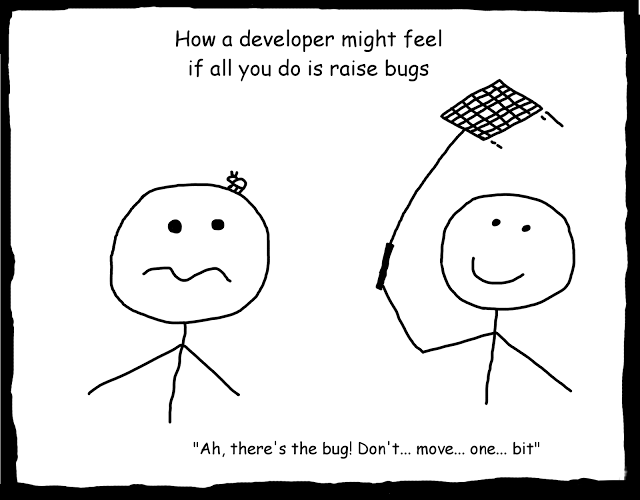 How a developer might feel
if all you do is raise bugs
"Ah, there's the bug! Don't... move... one... bit"